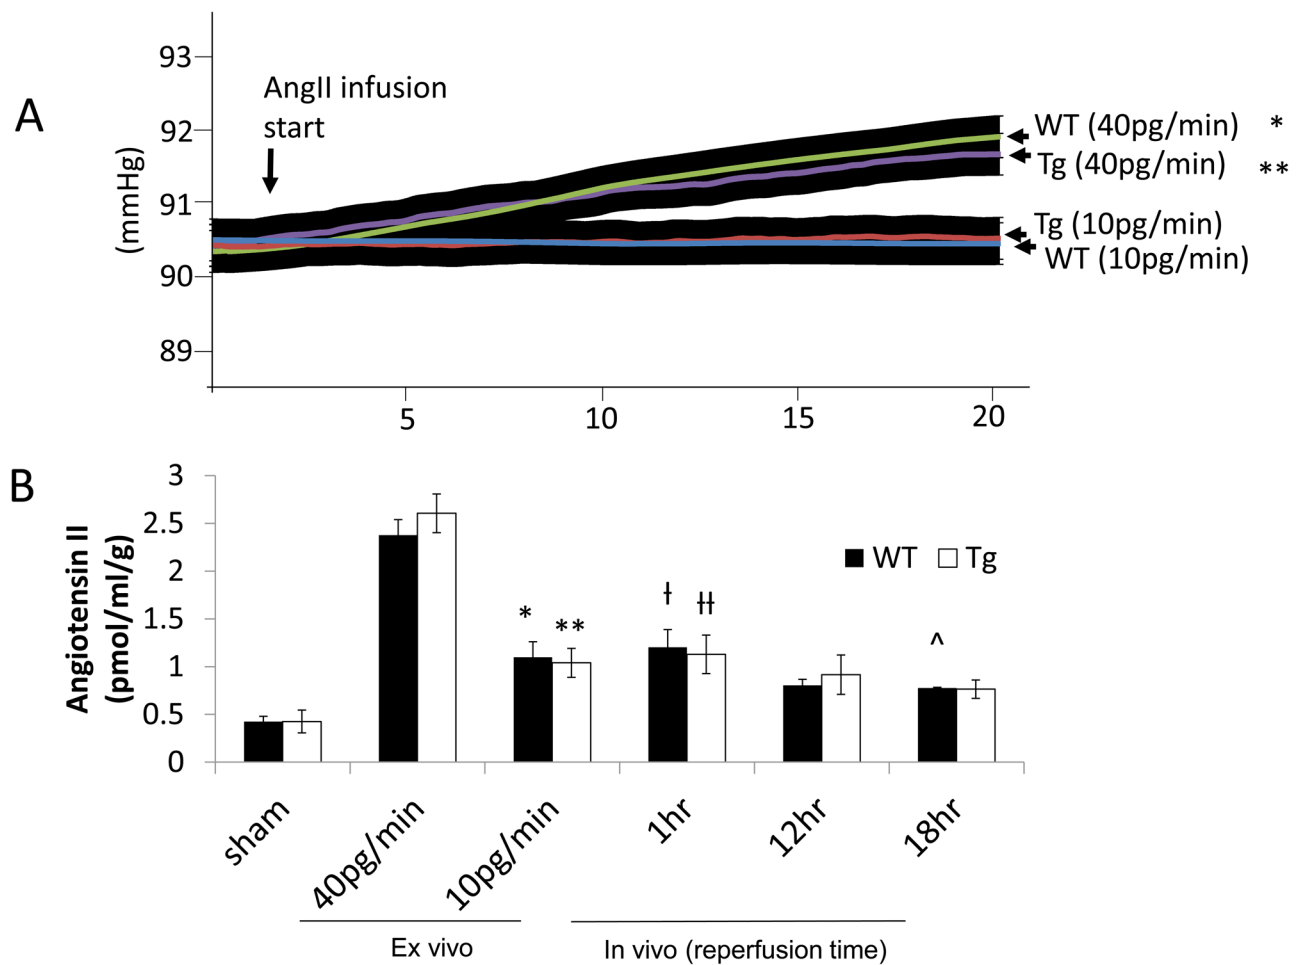 A
AngII infusion
start
(mmHg)
93
92
91
90
89
5
10
15
20
WT (40pg/min) *
Tg (40pg/min) **
Tg (10pg/min)
WT (10pg/min)
B
Angiotensin II
(pmol/ml/g)
3
2.5
2
1.5
1
0.5
0
WT
Tg
*
**
ƚ
ƚƚ
^
sham
40pg/min
10pg/min
1hr
12hr
18hr
Ex vivo
In vivo (reperfusion time)